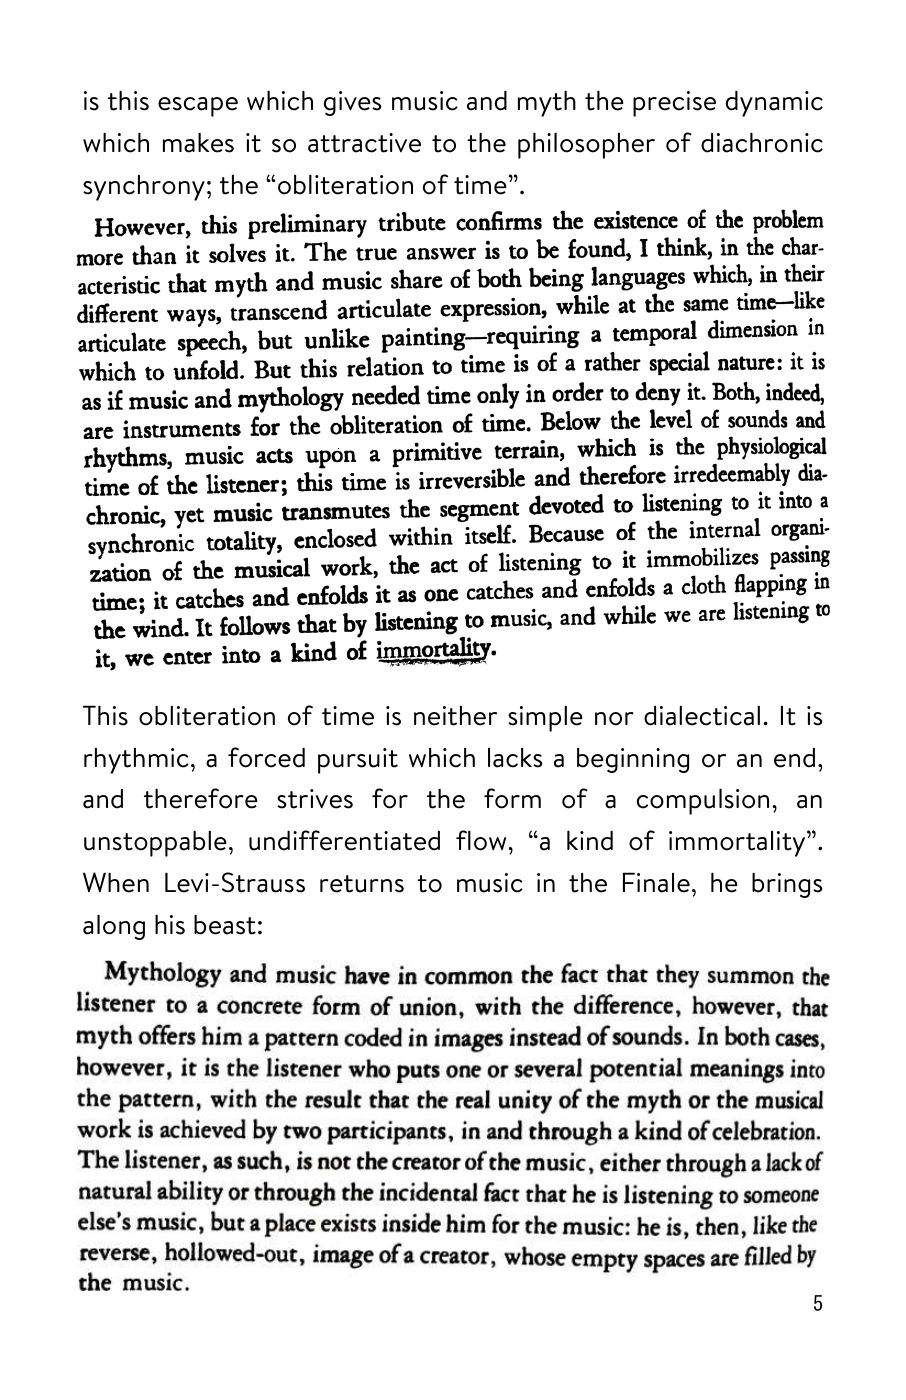 is this escape which gives music and myth the precise dynamic
which makes it so attractive to the philosopher of diachronic
synchrony; the “obliteration of time”.
However, this preliminary tribute confirms the existence of the problem
more than it solves it. The true answer is to be found, I think, in the char-
acteristic that myth and music share of both being languages which, in their
different ways, transcend articulate expression, while at the same time—like
articulate speech, but unlike painting—requiring a temporal dimension in
which to unfold. But this relation to time is of a rather special nature: it is
as if music and mythology needed time only in order to deny it. Both, indeed,
are instruments for the obliteration of time. Below the level of sounds and
rhythms, music acts upon a primitive terrain, which is the physiological
time of the listener; this time is irreversible and therefore irredeemably dia-
chronic, yet music transmutes the segment devoted to listening to it into a
synchronic totality, enclosed within itself. Because of the internal organi-
zation of the musical work, the act of listening to it immobilizes passing
time; it catches and enfolds it as one catches and enfolds a cloth flapping in
the wind. It follows that by listening to music, and while we are listening to
it, we enter into a kind of immortality.
This obliteration of time is neither simple nor dialectical. It is
rhythmic, a forced pursuit which lacks a beginning or an end,
and therefore strives for the form of a compulsion, an
unstoppable, undifferentiated flow, “a kind of immortality”.
When Levi-Strauss returns to music in the Finale, he brings
along his beast:
Mythology and music have in common the fact that they summon the
listener to a concrete form of union, with the difference, however, that
myth offers him a pattern coded in images instead of sounds. In both cases,
however, it is the listener who puts one or several potential meanings into
the pattern, with the result that the real unity of the myth or the musical
work is achieved by two participants, in and through a kind of celebration.
The listener, as such, is not the creator of the music, either through a lack of
natural ability or through the incidental fact that he is listening to someone
else’s music, but a place exists inside him for the music: he is, then, like the
reverse, hollowed-out, image of a creator, whose empty spaces are filled by
the music.
5